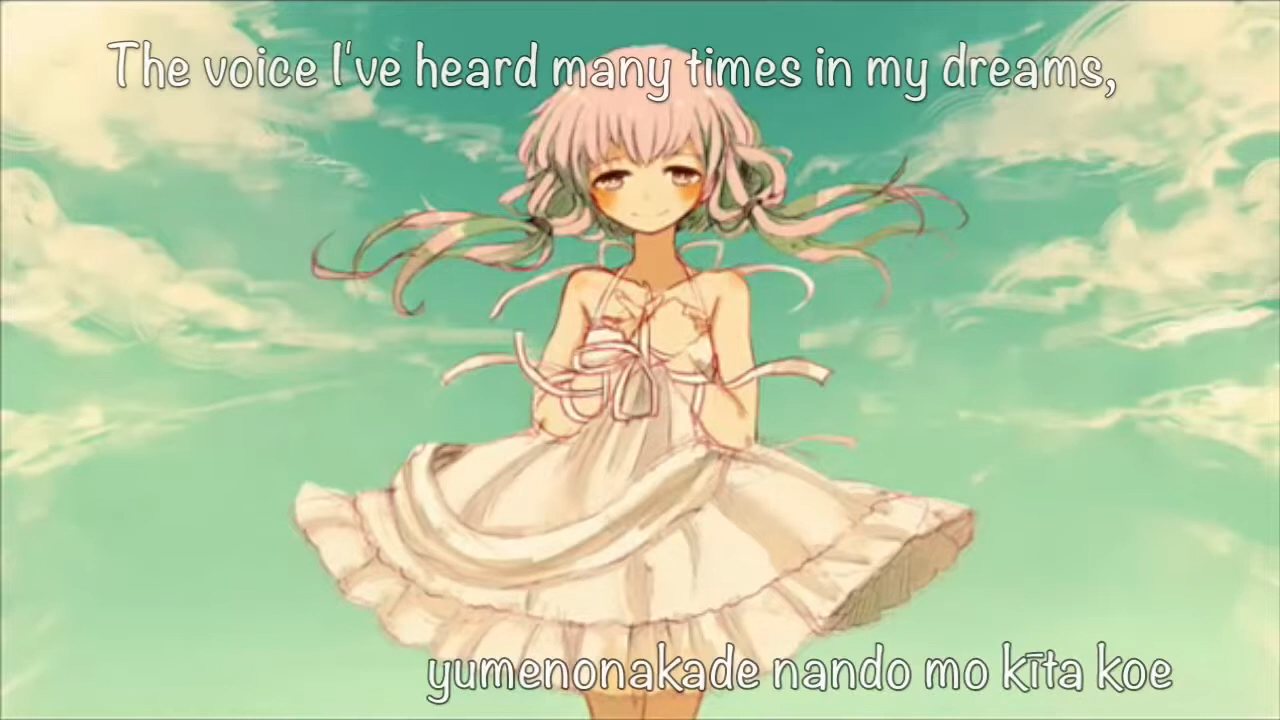 The voice I've heard many times in my dreams,
yumenonakade nando mo kīta koe